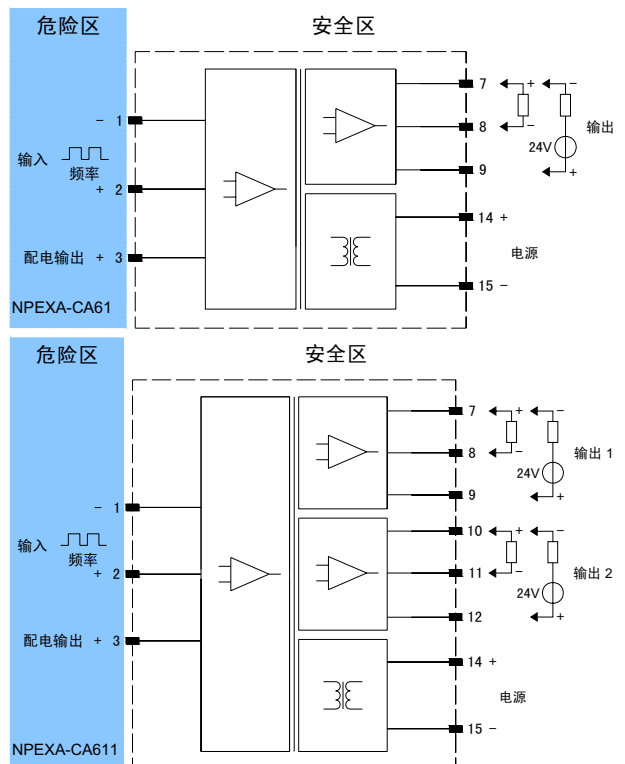 危险区 安全区
7 + −
− 1
8 − 输出
24V
输入 频率
9 +
+ 2
14 +
配电输出 + 3 电源
15 −
NPEXA-CA61
危险区 安全区
7 + −
8 − 输出 1
24V
9 +
− 1
10 + −
输入 频率
+ 2 11 − 输出 2
24V
12 +
配电输出 + 3
14 +
电源
15 −
NPEXA-CA611